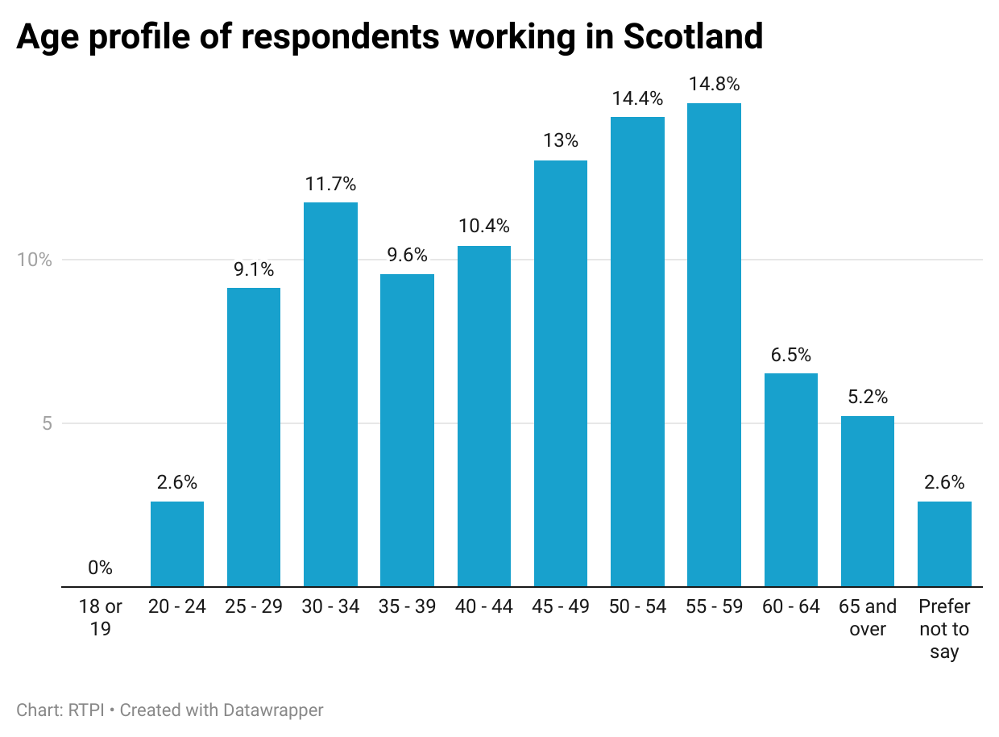 Age profile of respondents working in Scotland
14.8%
14.4%
13%
11.7%
10.4%
10%
9.6%
9.1%
6.5%
5.2%
5
2.6%
2.6%
0%
18 or
19
20 - 24
25 - 29
30 - 34
35 - 39
40 - 44
45 - 49
50 - 54
55 - 59
60 - 64
65 and
over
Prefer
not to
say
Chart: RTPI • Created with Datawrapper